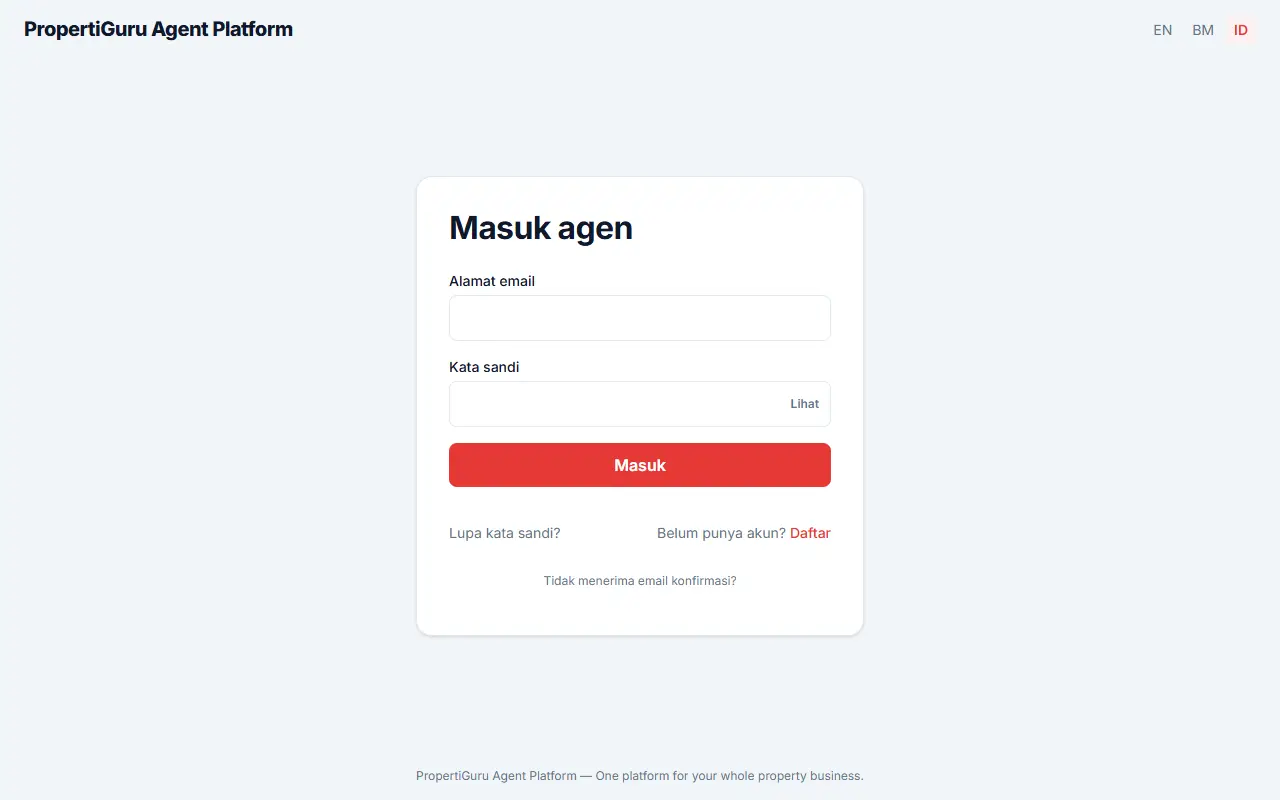 PropertiGuru Agent Platform
EN BM ID
Masuk agen
Alamat email
Kata sandi
Lihat
Masuk
Lupa kata sandi?
Belum punya akun? Daftar
Tidak menerima email konfirmasi?
PropertiGuru Agent Platform — One platform for your whole property business.